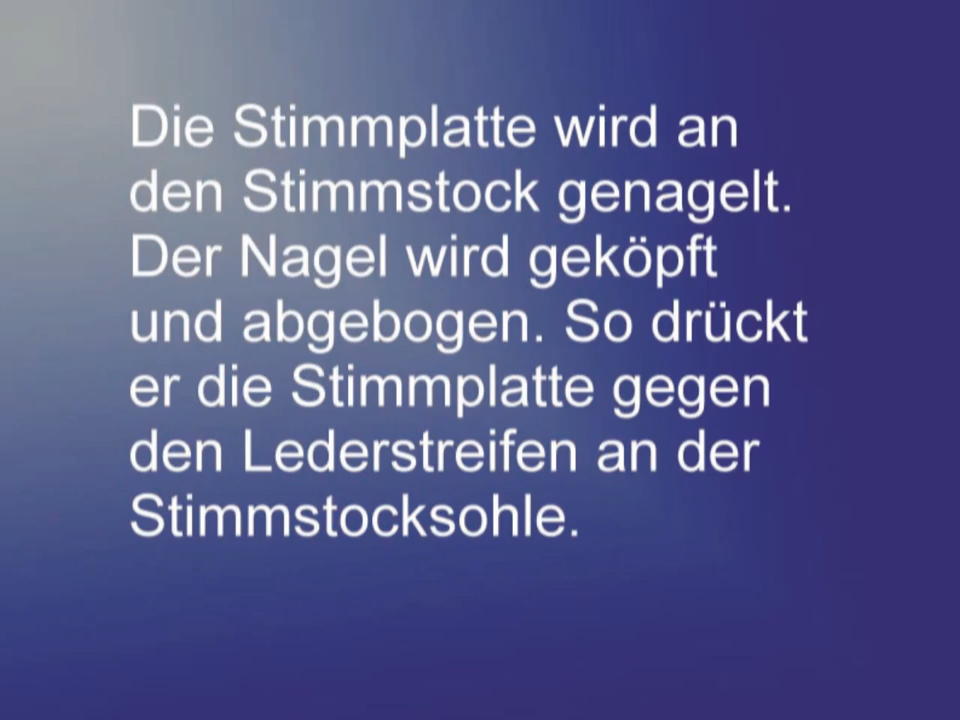 Die Stimmplatte wird an
den Stimmstock genagelt.
Der Nagel wird geköpft
und abgebogen. So drückt
er die Stimmplatte gegen
den Lederstreifen an der
Stimmstocksohle.